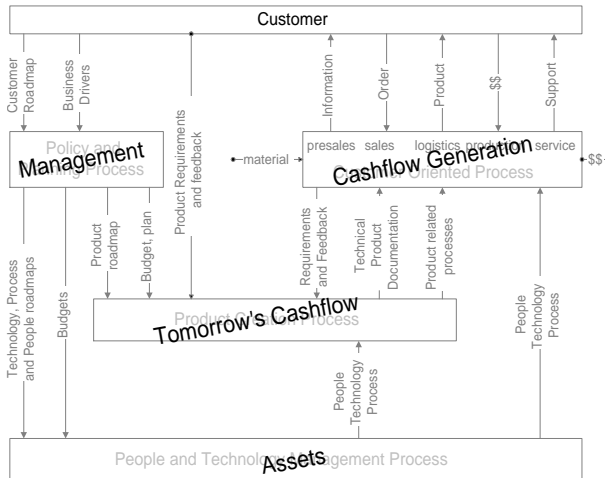 Customer
Customer
Roadmap
Business
Drivers
Product Requirements
and feedback
Information
Order
Product
$$
Support
Policy and
Planning Process
Management
material
presales sales logistics production service
Customer Oriented Process
Cashflow Generation
$$
Product
roadmap
Budget, plan
Requirements
and Feedback
Technical
Product
Documentation
Product related
processes
Technology, Process
and People roadmaps
Budgets
Product Creation Process
Tomorrow's Cashflow
People
Technology
Process
People
Technology
Process
People and Technology Management Process
Assets